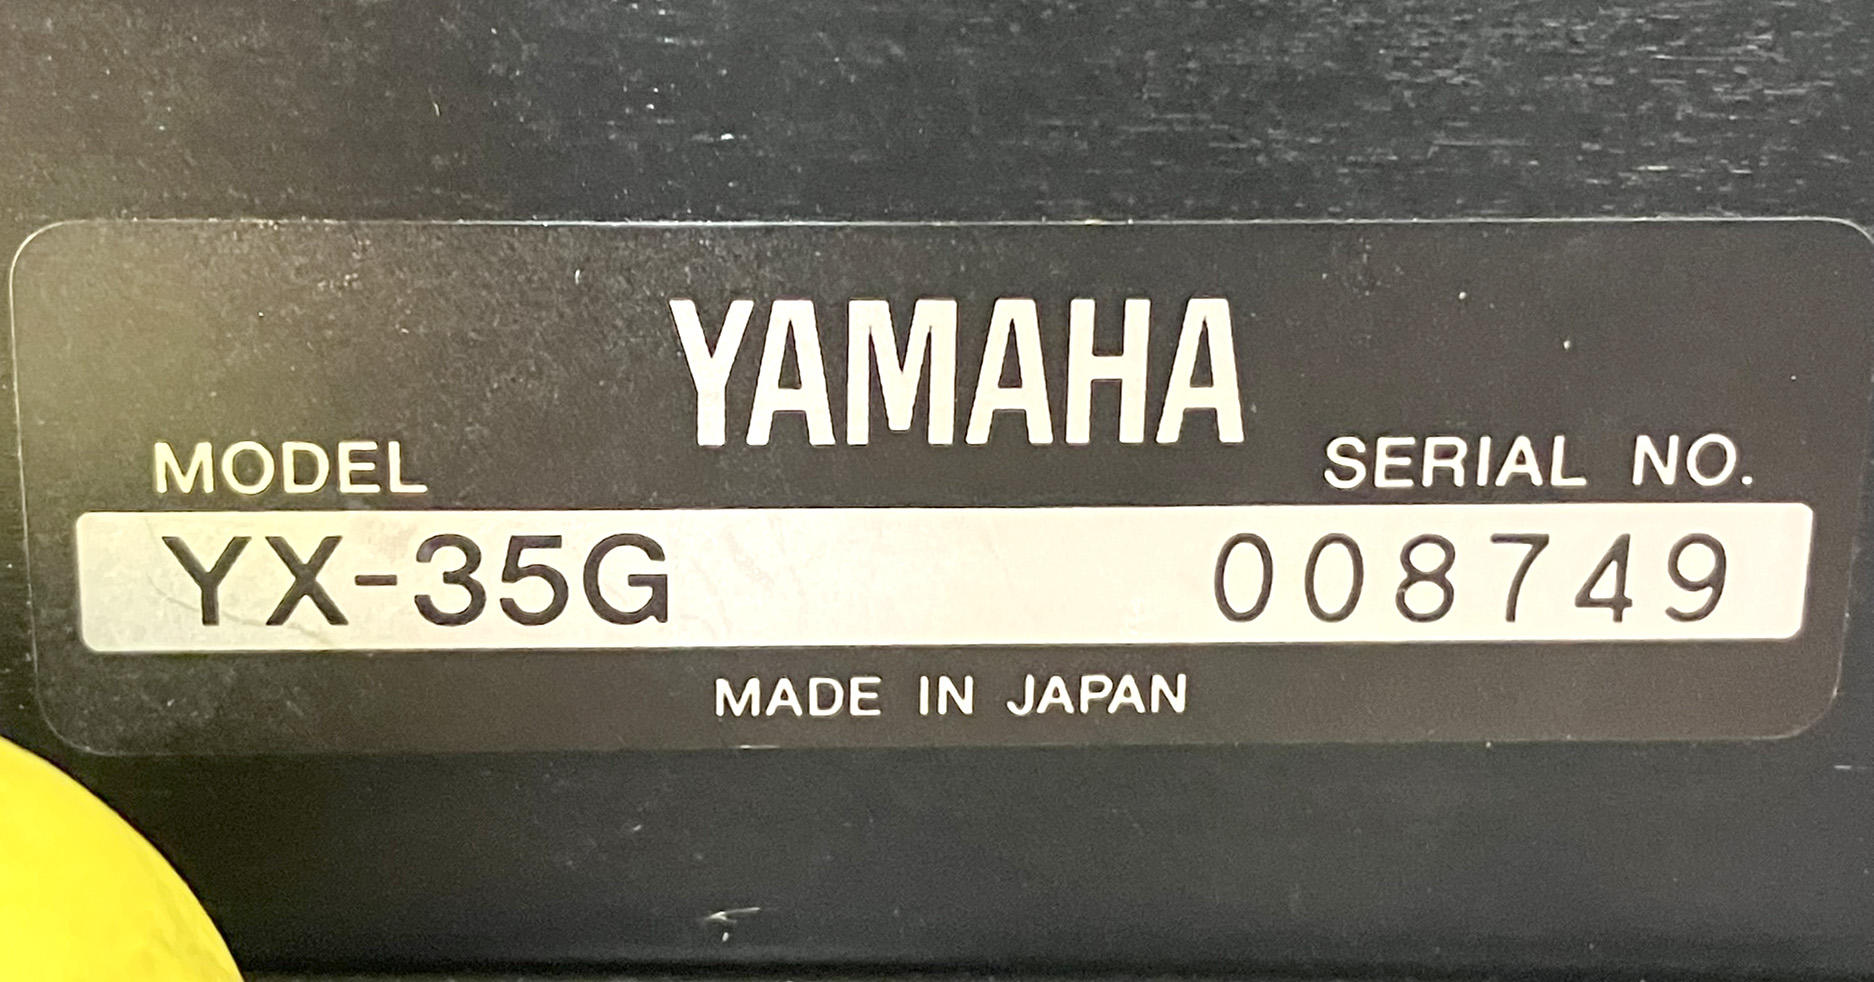 YAMAHA
MODEL SERIAL NO.
YX-35G 008749
MADE IN JAPAN